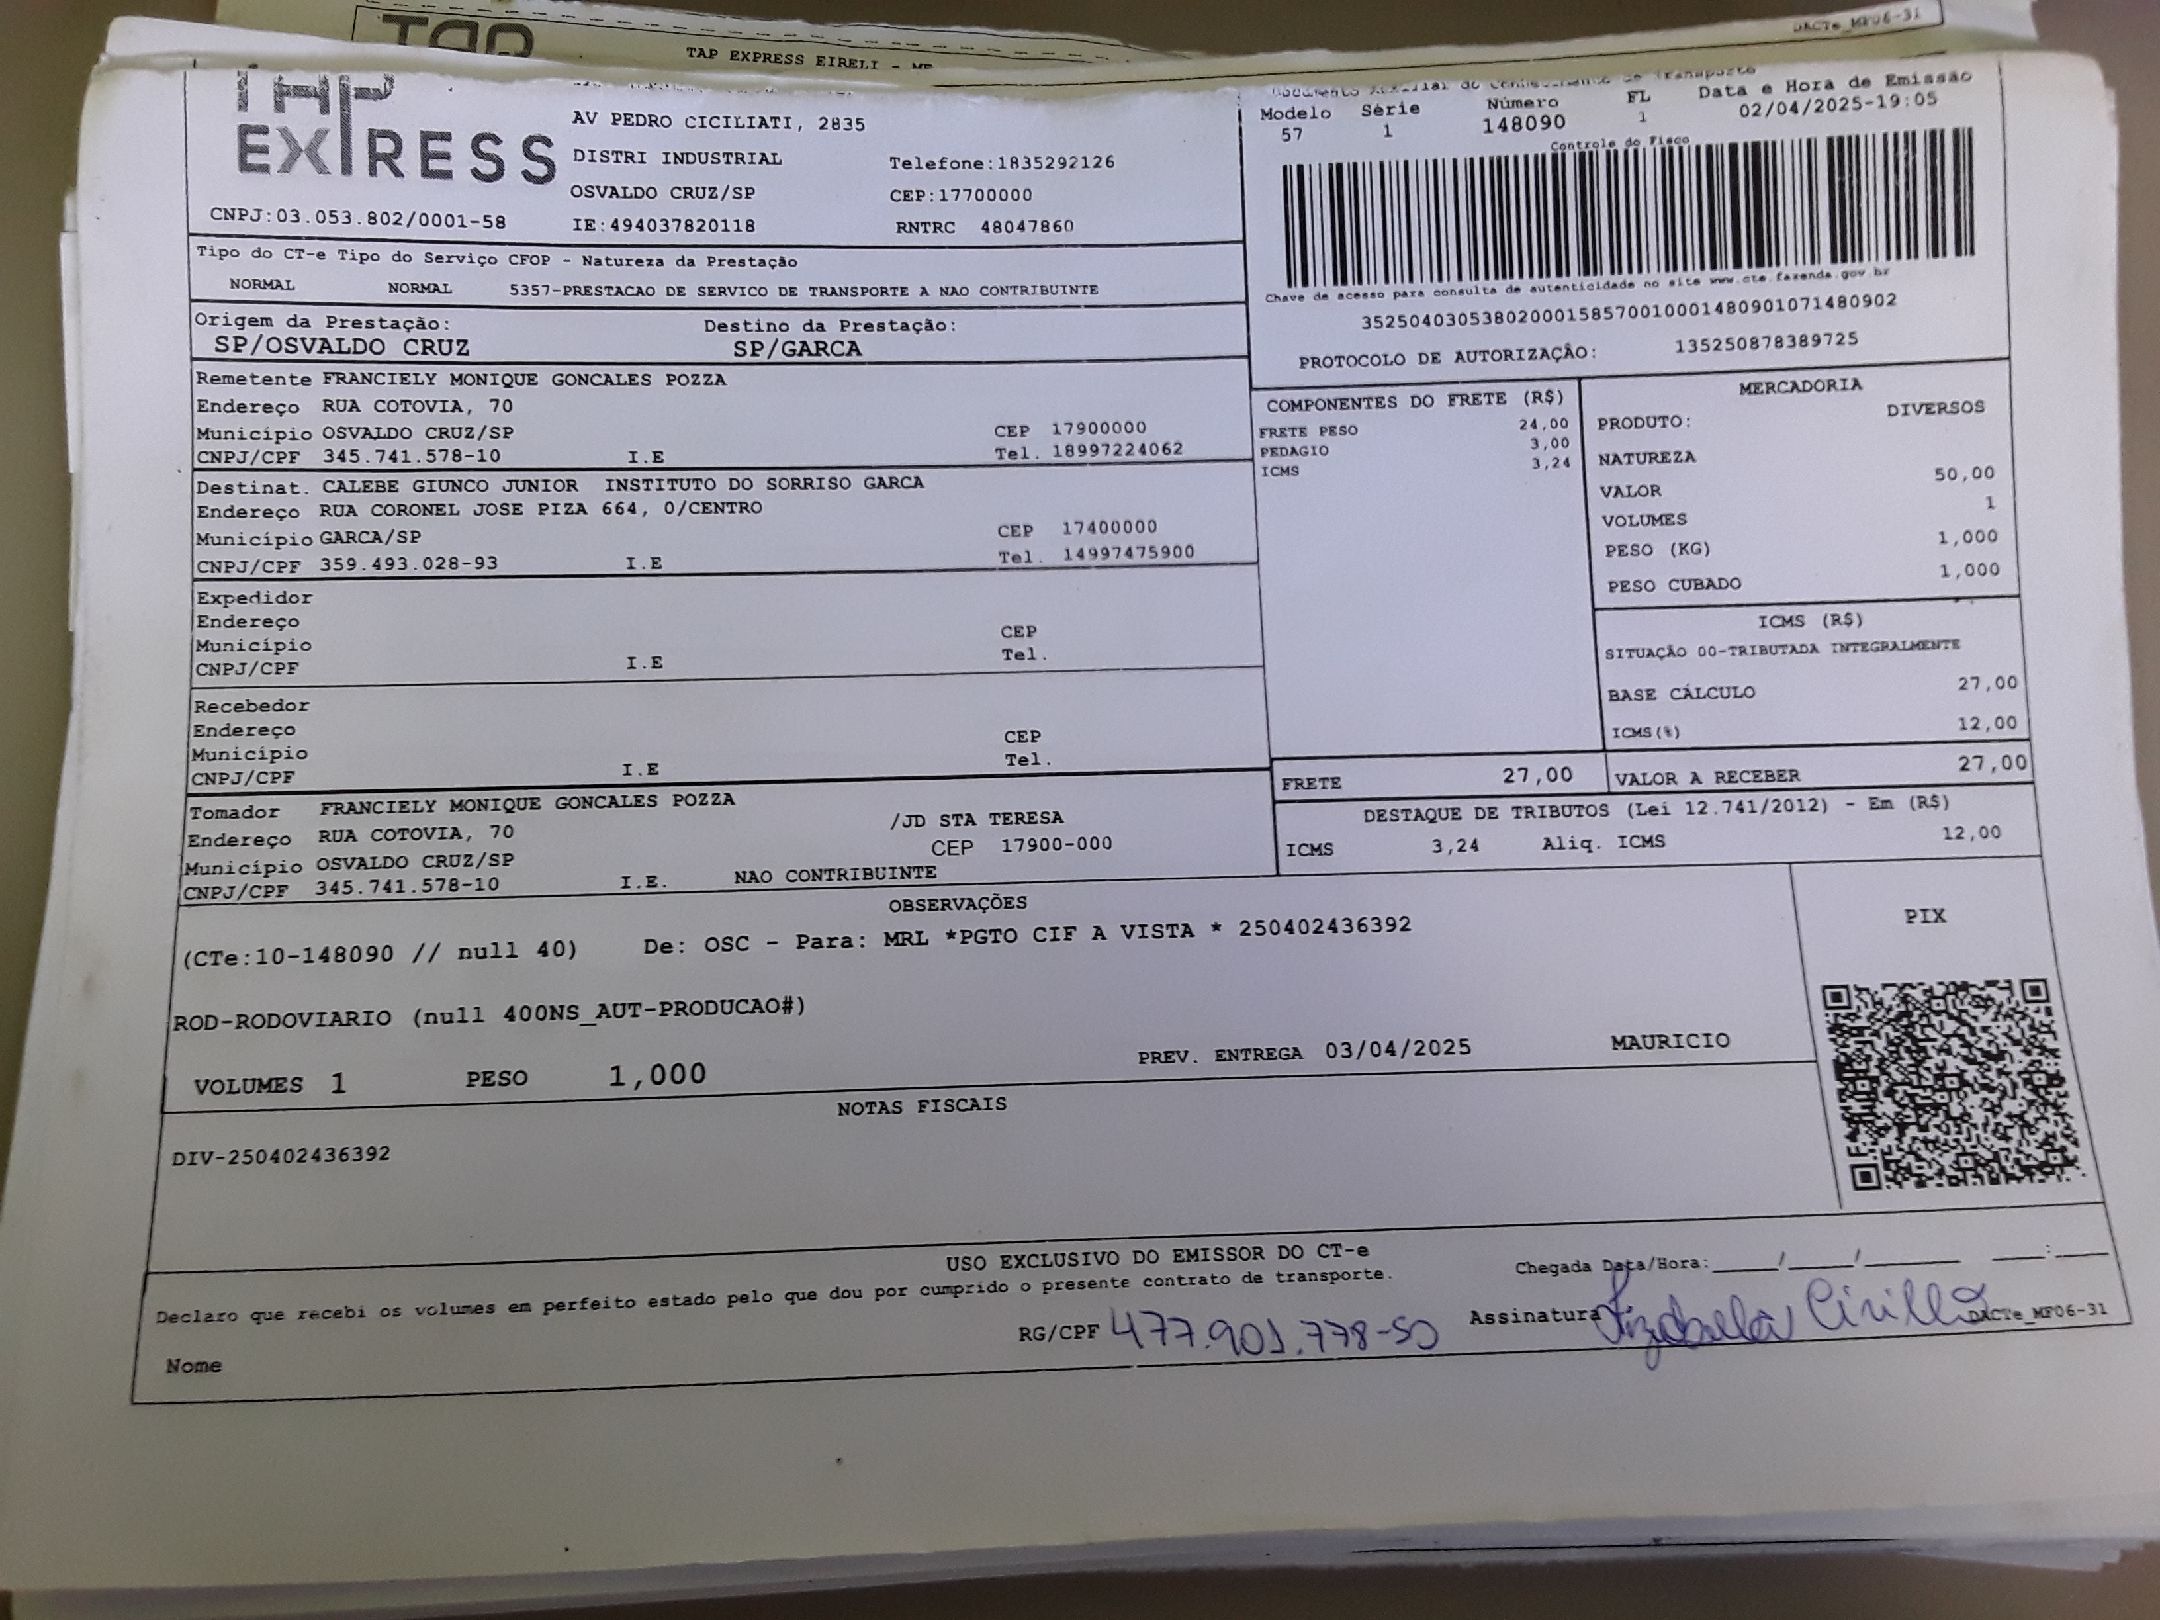 TAP EXPRESS EIRELI - ME
DACTe_MF06-31
TAP
EXPRESS
AV PEDRO CICILIATI, 2835
DISTRI INDUSTRIAL Telefone:1835292126
OSVALDO CRUZ/SP CEP:17700000
CNPJ:03.053.802/0001-58 IE:494037820118 RNTRC 48047860
Documento Auxiliar do Conhecimento de Transporte
Modelo Série Número FL Data e Hora de Emissão
57 1 148090 1 02/04/2025-19:05
Controle do Fisco
Chave de acesso para consulta de autenticidade no site www.cte.fazenda.gov.br
35250403053802000158570010001480901071480902
PROTOCOLO DE AUTORIZAÇÃO: 135250878389725
Tipo do CT-e Tipo do Serviço CFOP - Natureza da Prestação
NORMAL NORMAL 5357-PRESTACAO DE SERVICO DE TRANSPORTE A NAO CONTRIBUINTE
Origem da Prestação: Destino da Prestação:
SP/OSVALDO CRUZ SP/GARCA
Remetente FRANCIELY MONIQUE GONCALES POZZA
Endereço RUA COTOVIA, 70
Município OSVALDO CRUZ/SP CEP 17900000
CNPJ/CPF 345.741.578-10 I.E Tel. 18997224062
Destinat. CALEBE GIUNCO JUNIOR INSTITUTO DO SORRISO GARCA
Endereço RUA CORONEL JOSE PIZA 664, 0/CENTRO
Município GARCA/SP CEP 17400000
CNPJ/CPF 359.493.028-93 I.E Tel. 14997475900
Expedidor
Endereço
Município CEP
CNPJ/CPF I.E Tel.
Recebedor
Endereço
Município CEP
CNPJ/CPF I.E Tel.
Tomador FRANCIELY MONIQUE GONCALES POZZA
Endereço RUA COTOVIA, 70 /JD STA TERESA
Município OSVALDO CRUZ/SP CEP 17900-000
CNPJ/CPF 345.741.578-10 I.E. NAO CONTRIBUINTE
COMPONENTES DO FRETE (R$)
FRETE PESO 24,00
PEDAGIO 3,00
ICMS 3,24
MERCADORIA
PRODUTO: DIVERSOS
NATUREZA
VALOR 50,00
VOLUMES 1
PESO (KG) 1,000
PESO CUBADO 1,000
ICMS (R$)
SITUAÇÃO 00-TRIBUTADA INTEGRALMENTE
BASE CÁLCULO 27,00
ICMS(%) 12,00
FRETE 27,00 VALOR A RECEBER 27,00
DESTAQUE DE TRIBUTOS (Lei 12.741/2012) - Em (R$)
ICMS 3,24 Aliq. ICMS 12,00
OBSERVAÇÕES
(CTe:10-148090 // null 40) De: OSC - Para: MRL *PGTO CIF A VISTA * 250402436392
ROD-RODOVIARIO (null 400NS_AUT-PRODUCAO#)
VOLUMES 1 PESO 1,000 PREV. ENTREGA 03/04/2025 MAURICIO
PIX
NOTAS FISCAIS
DIV-250402436392
USO EXCLUSIVO DO EMISSOR DO CT-e
Declaro que recebi os volumes em perfeito estado pelo que dou por cumprido o presente contrato de transporte.
Chegada Data/Hora:_____/_____/_______ ____:____
Nome RG/CPF 477.901.778-50 Assinatura Cirillo
DACTe_MF06-31